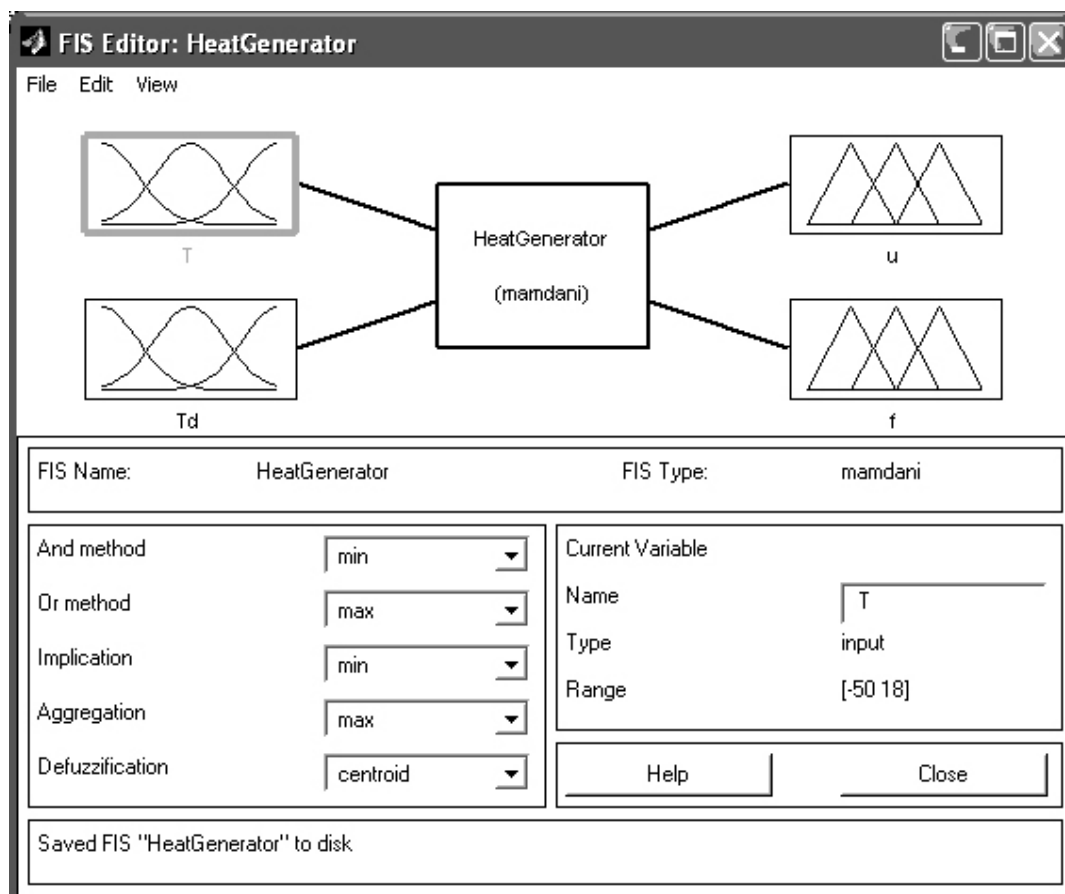 FIS Editor: HeatGenerator
File Edit View
T
Td
HeatGenerator
(mamdani)
u
f
FIS Name: HeatGenerator FIS Type: mamdani
And method min
Or method max
Implication min
Aggregation max
Defuzzification centroid
Current Variable
Name T
Type input
Range [-50 18]
Help Close
Saved FIS "HeatGenerator" to disk